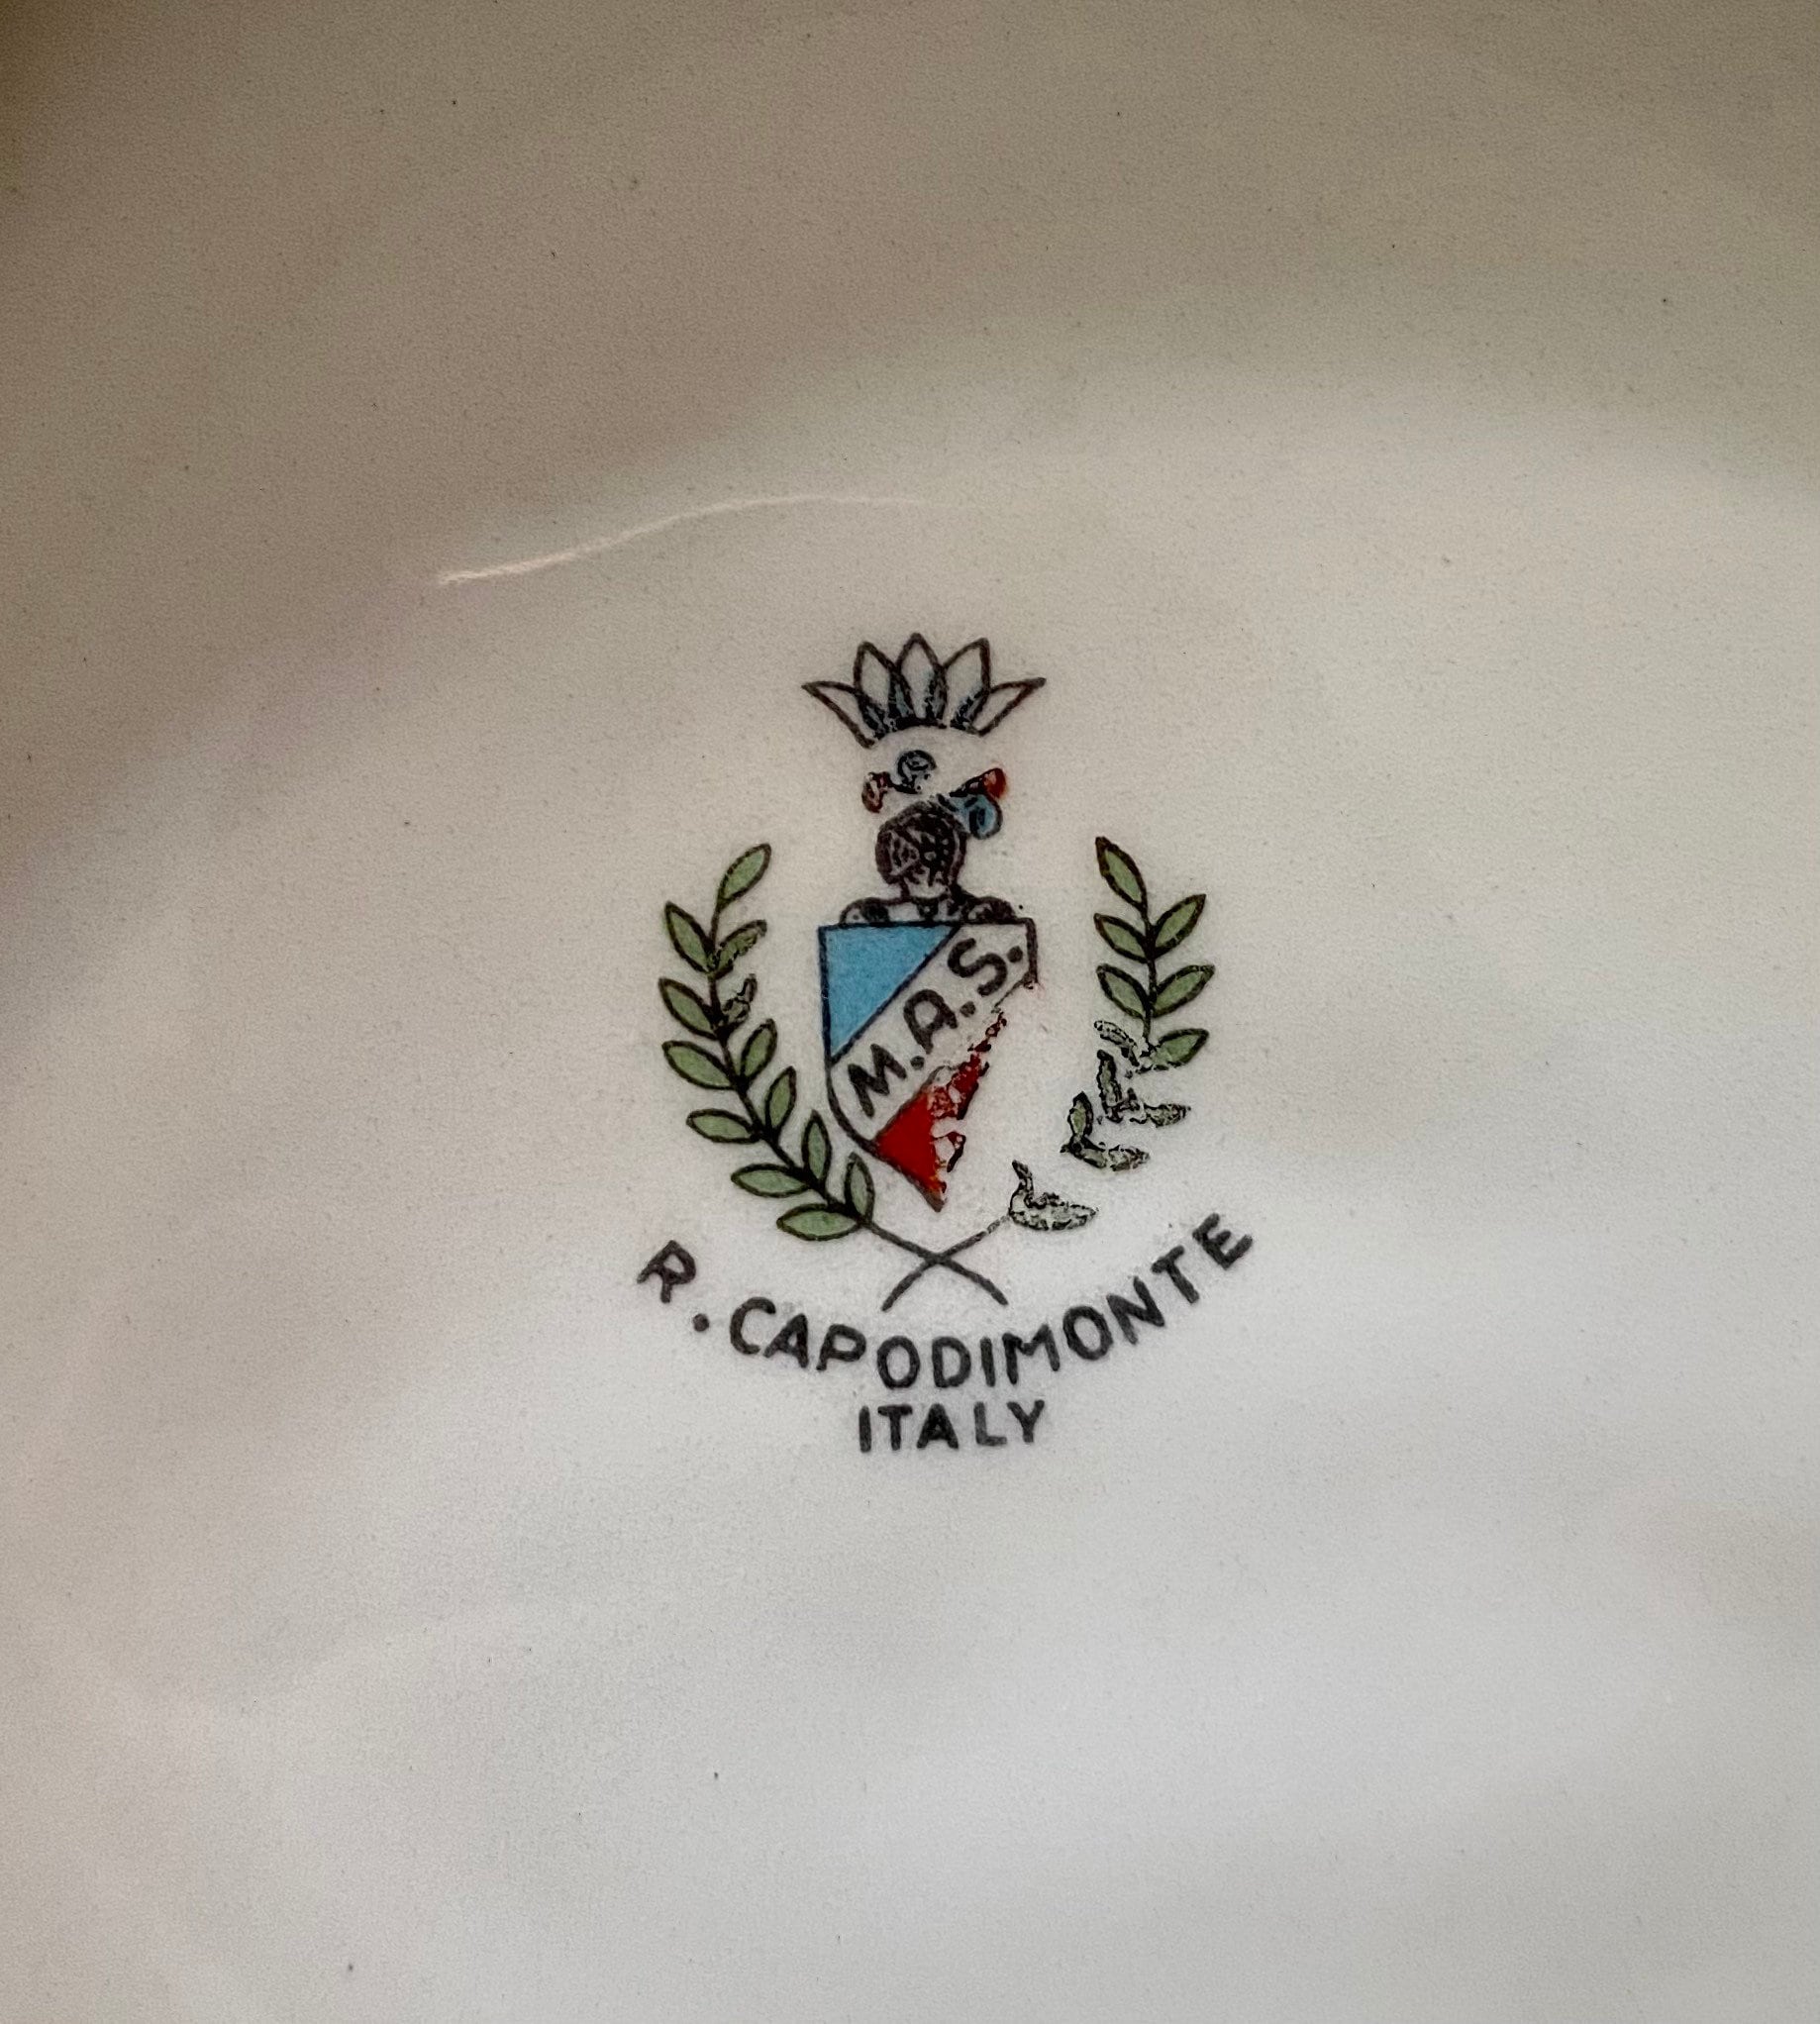 M.A.S.
R. CAPODIMONTE
ITALY